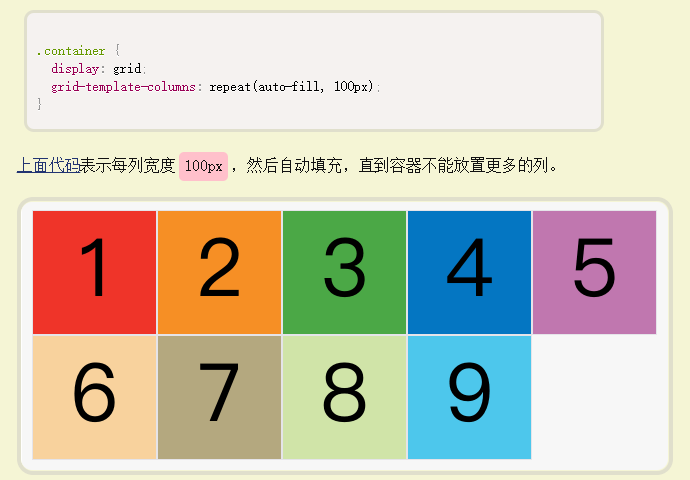 .container {
  display: grid;
  grid-template-columns: repeat(auto-fill, 100px);
}
上面代码表示每列宽度 100px ，然后自动填充，直到容器不能放置更多的列。
1 2 3 4 5
6 7 8 9